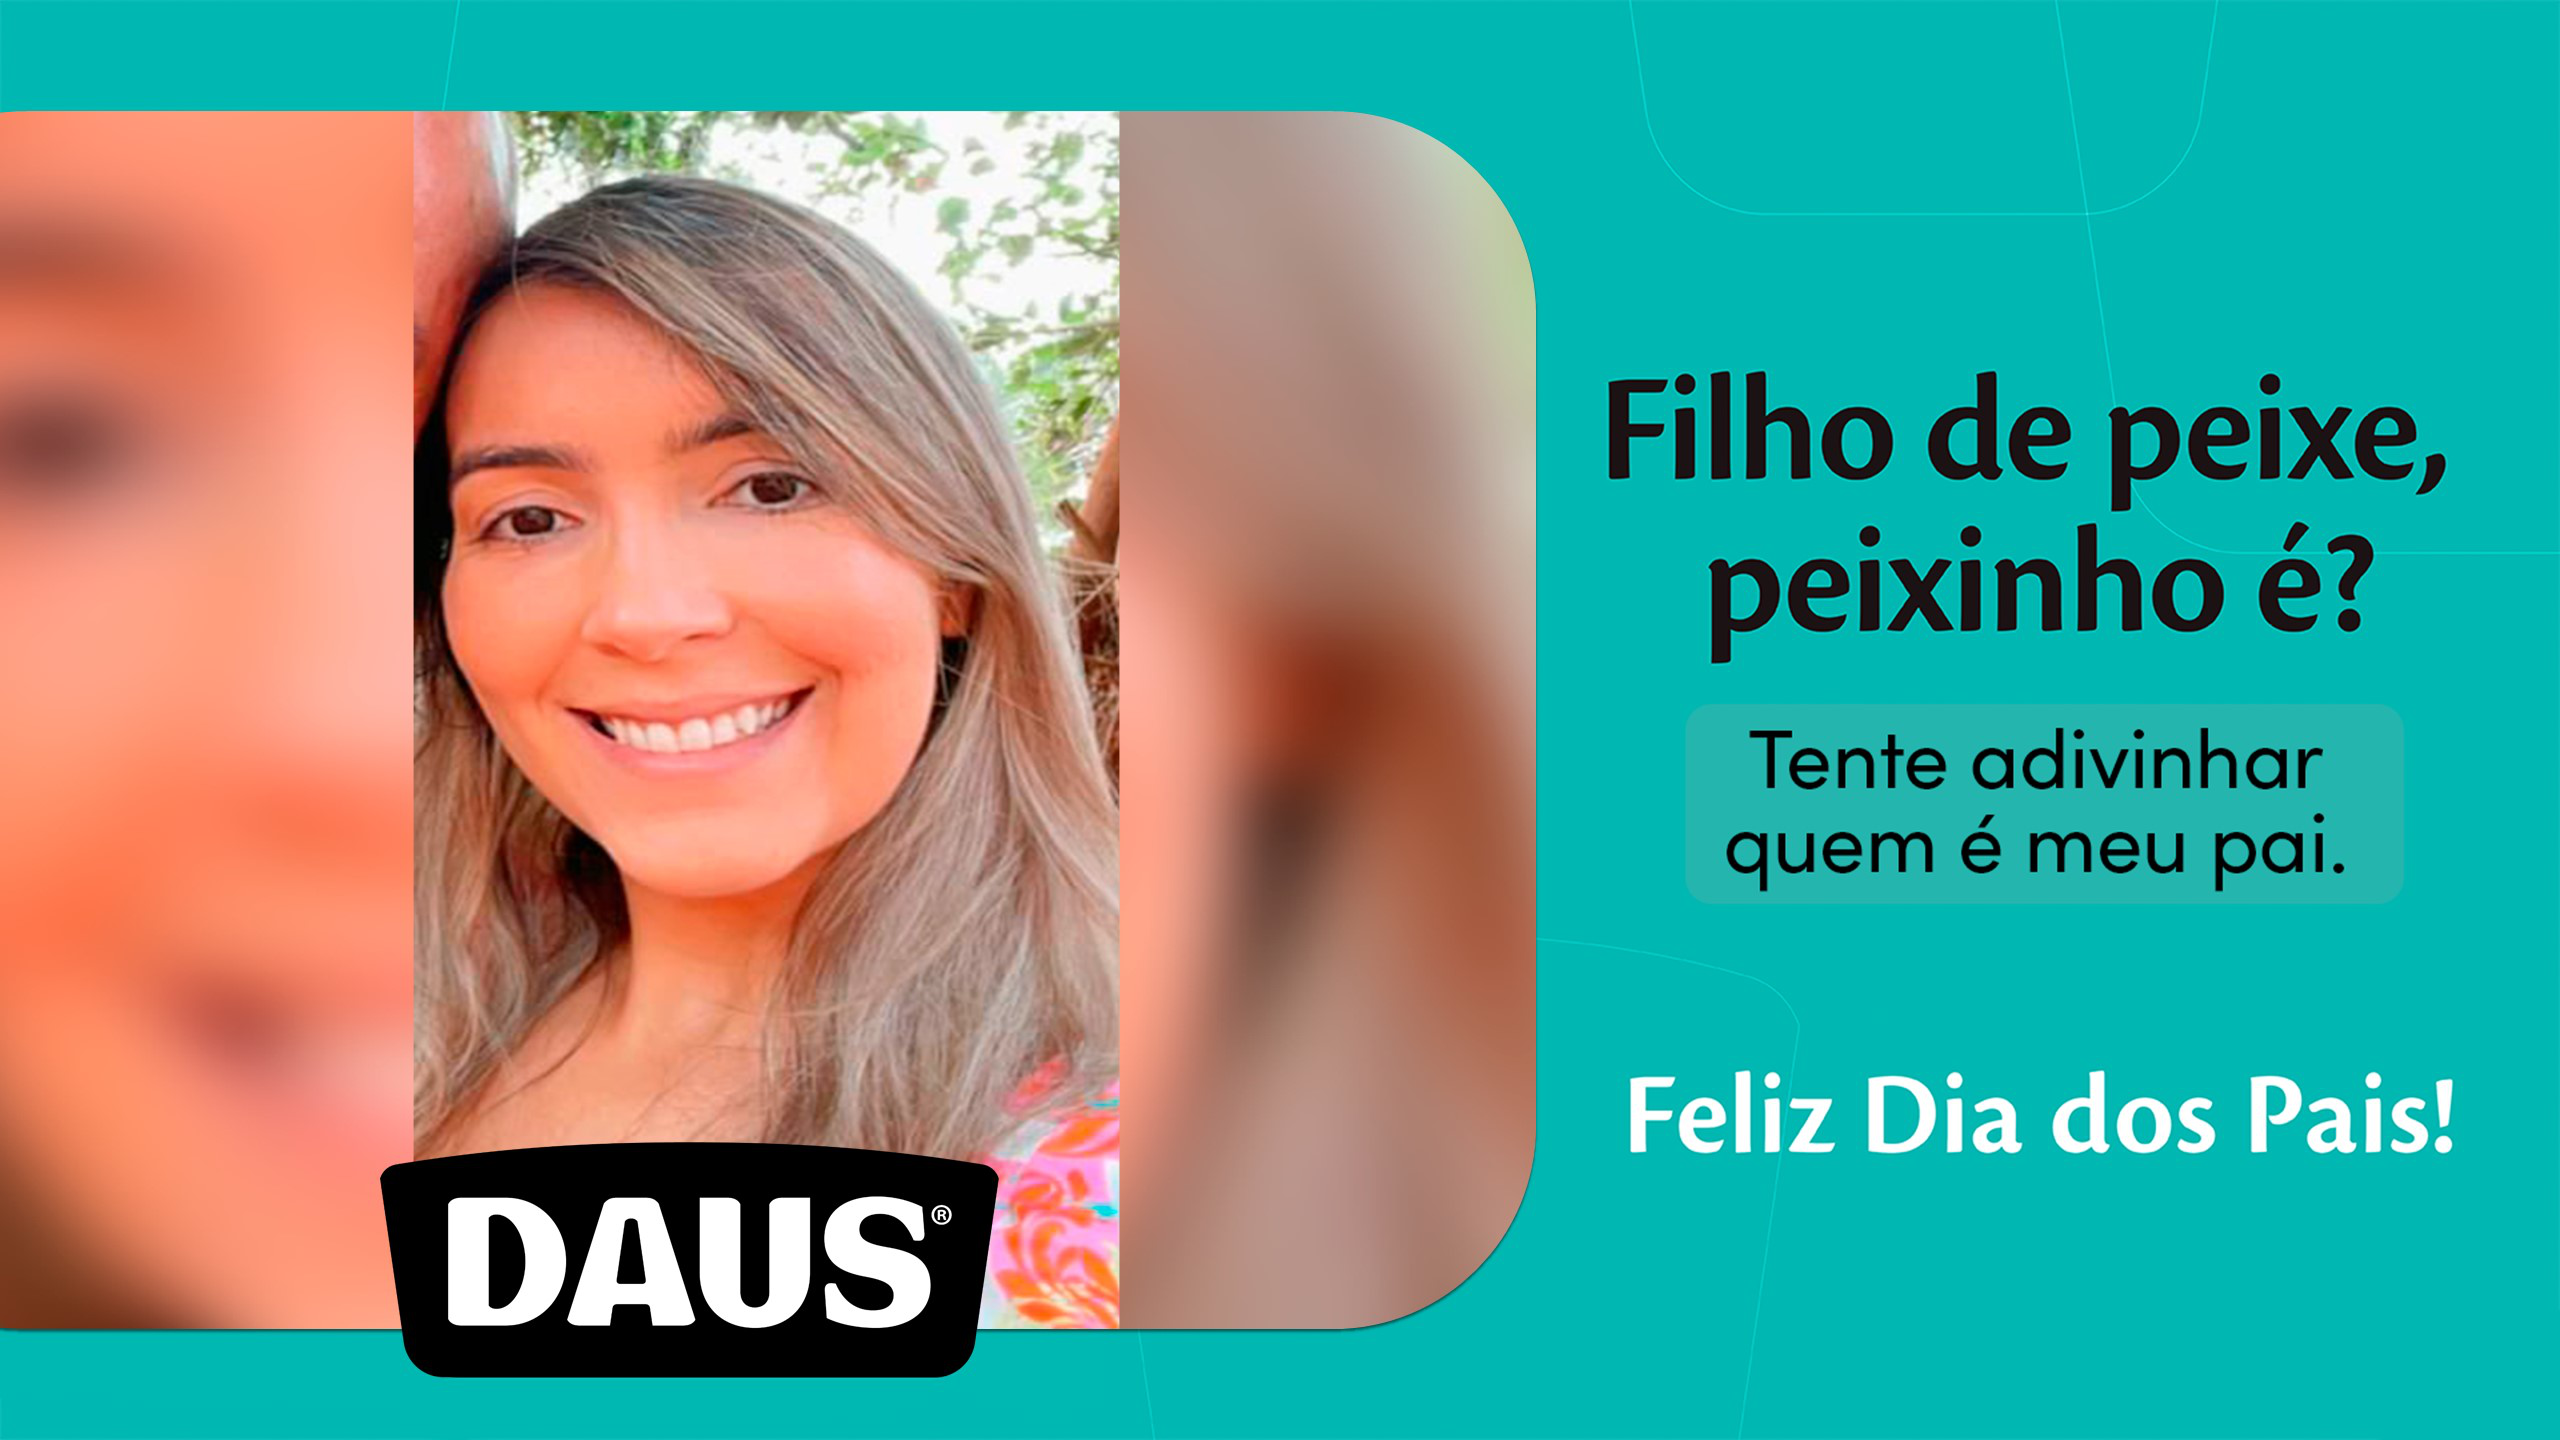 Filho de peixe,
peixinho é?
Tente adivinhar
quem é meu pai.
Feliz Dia dos Pais!
DAUS®